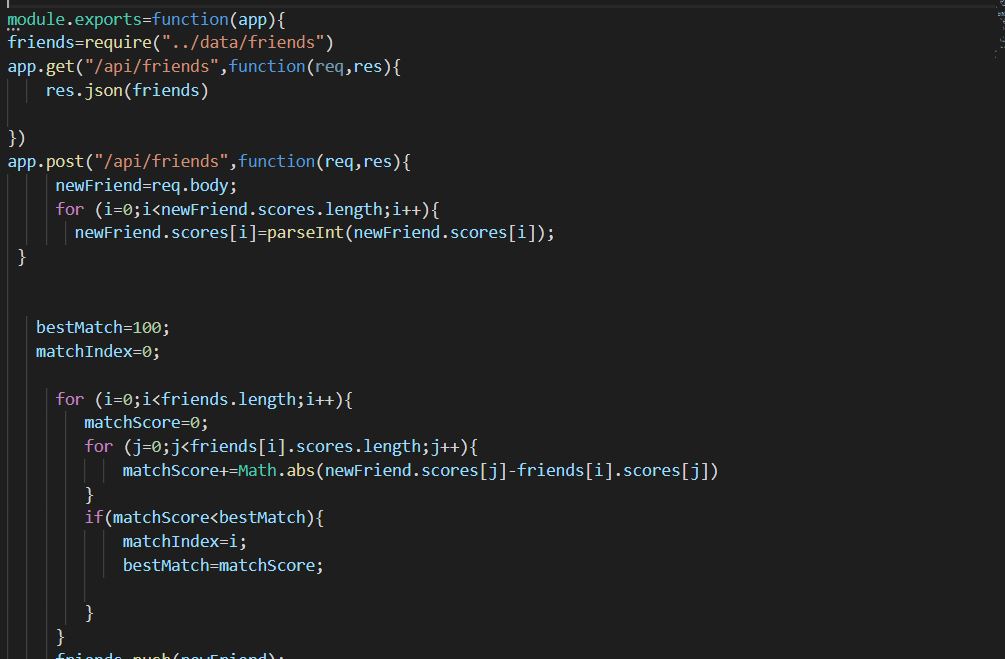 module.exports=function(app){
friends=require("../data/friends")
app.get("/api/friends",function(req,res){
res.json(friends)
})
app.post("/api/friends",function(req,res){
newFriend=req.body;
for (i=0;i<newFriend.scores.length;i++){
newFriend.scores[i]=parseInt(newFriend.scores[i]);
}
bestMatch=100;
matchIndex=0;
for (i=0;i<friends.length;i++){
matchScore=0;
for (j=0;j<friends[i].scores.length;j++){
matchScore+=Math.abs(newFriend.scores[j]-friends[i].scores[j])
}
if(matchScore<bestMatch){
matchIndex=i;
bestMatch=matchScore;
}
}
friends.push(newFriend);